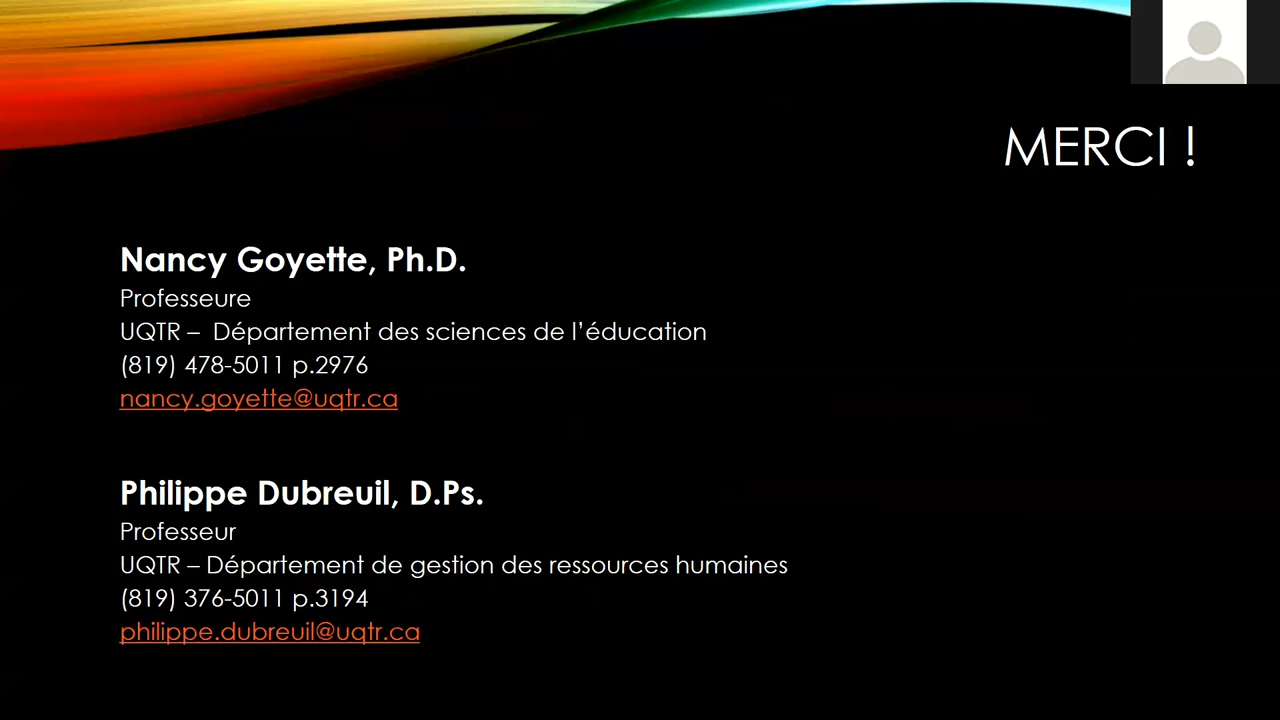 MERCI !
Nancy Goyette, Ph.D.
Professeure
UQTR – Département des sciences de l’éducation
(819) 478-5011 p.2976
nancy.goyette@uqtr.ca
Philippe Dubreuil, D.Ps.
Professeur
UQTR – Département de gestion des ressources humaines
(819) 376-5011 p.3194
philippe.dubreuil@uqtr.ca